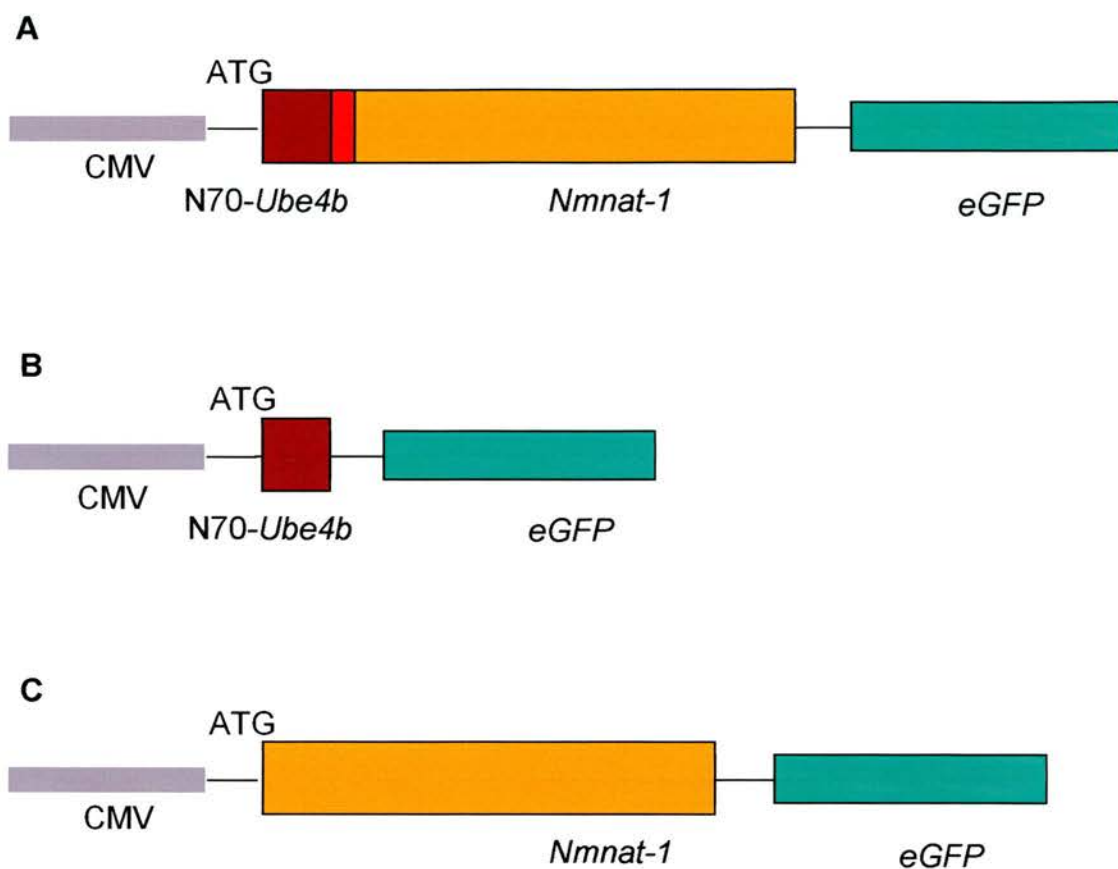 A
ATG
CMV
N70-Ube4b Nmnat-1 eGFP
B
ATG
CMV
N70-Ube4b eGFP
C
ATG
CMV
Nmnat-1 eGFP